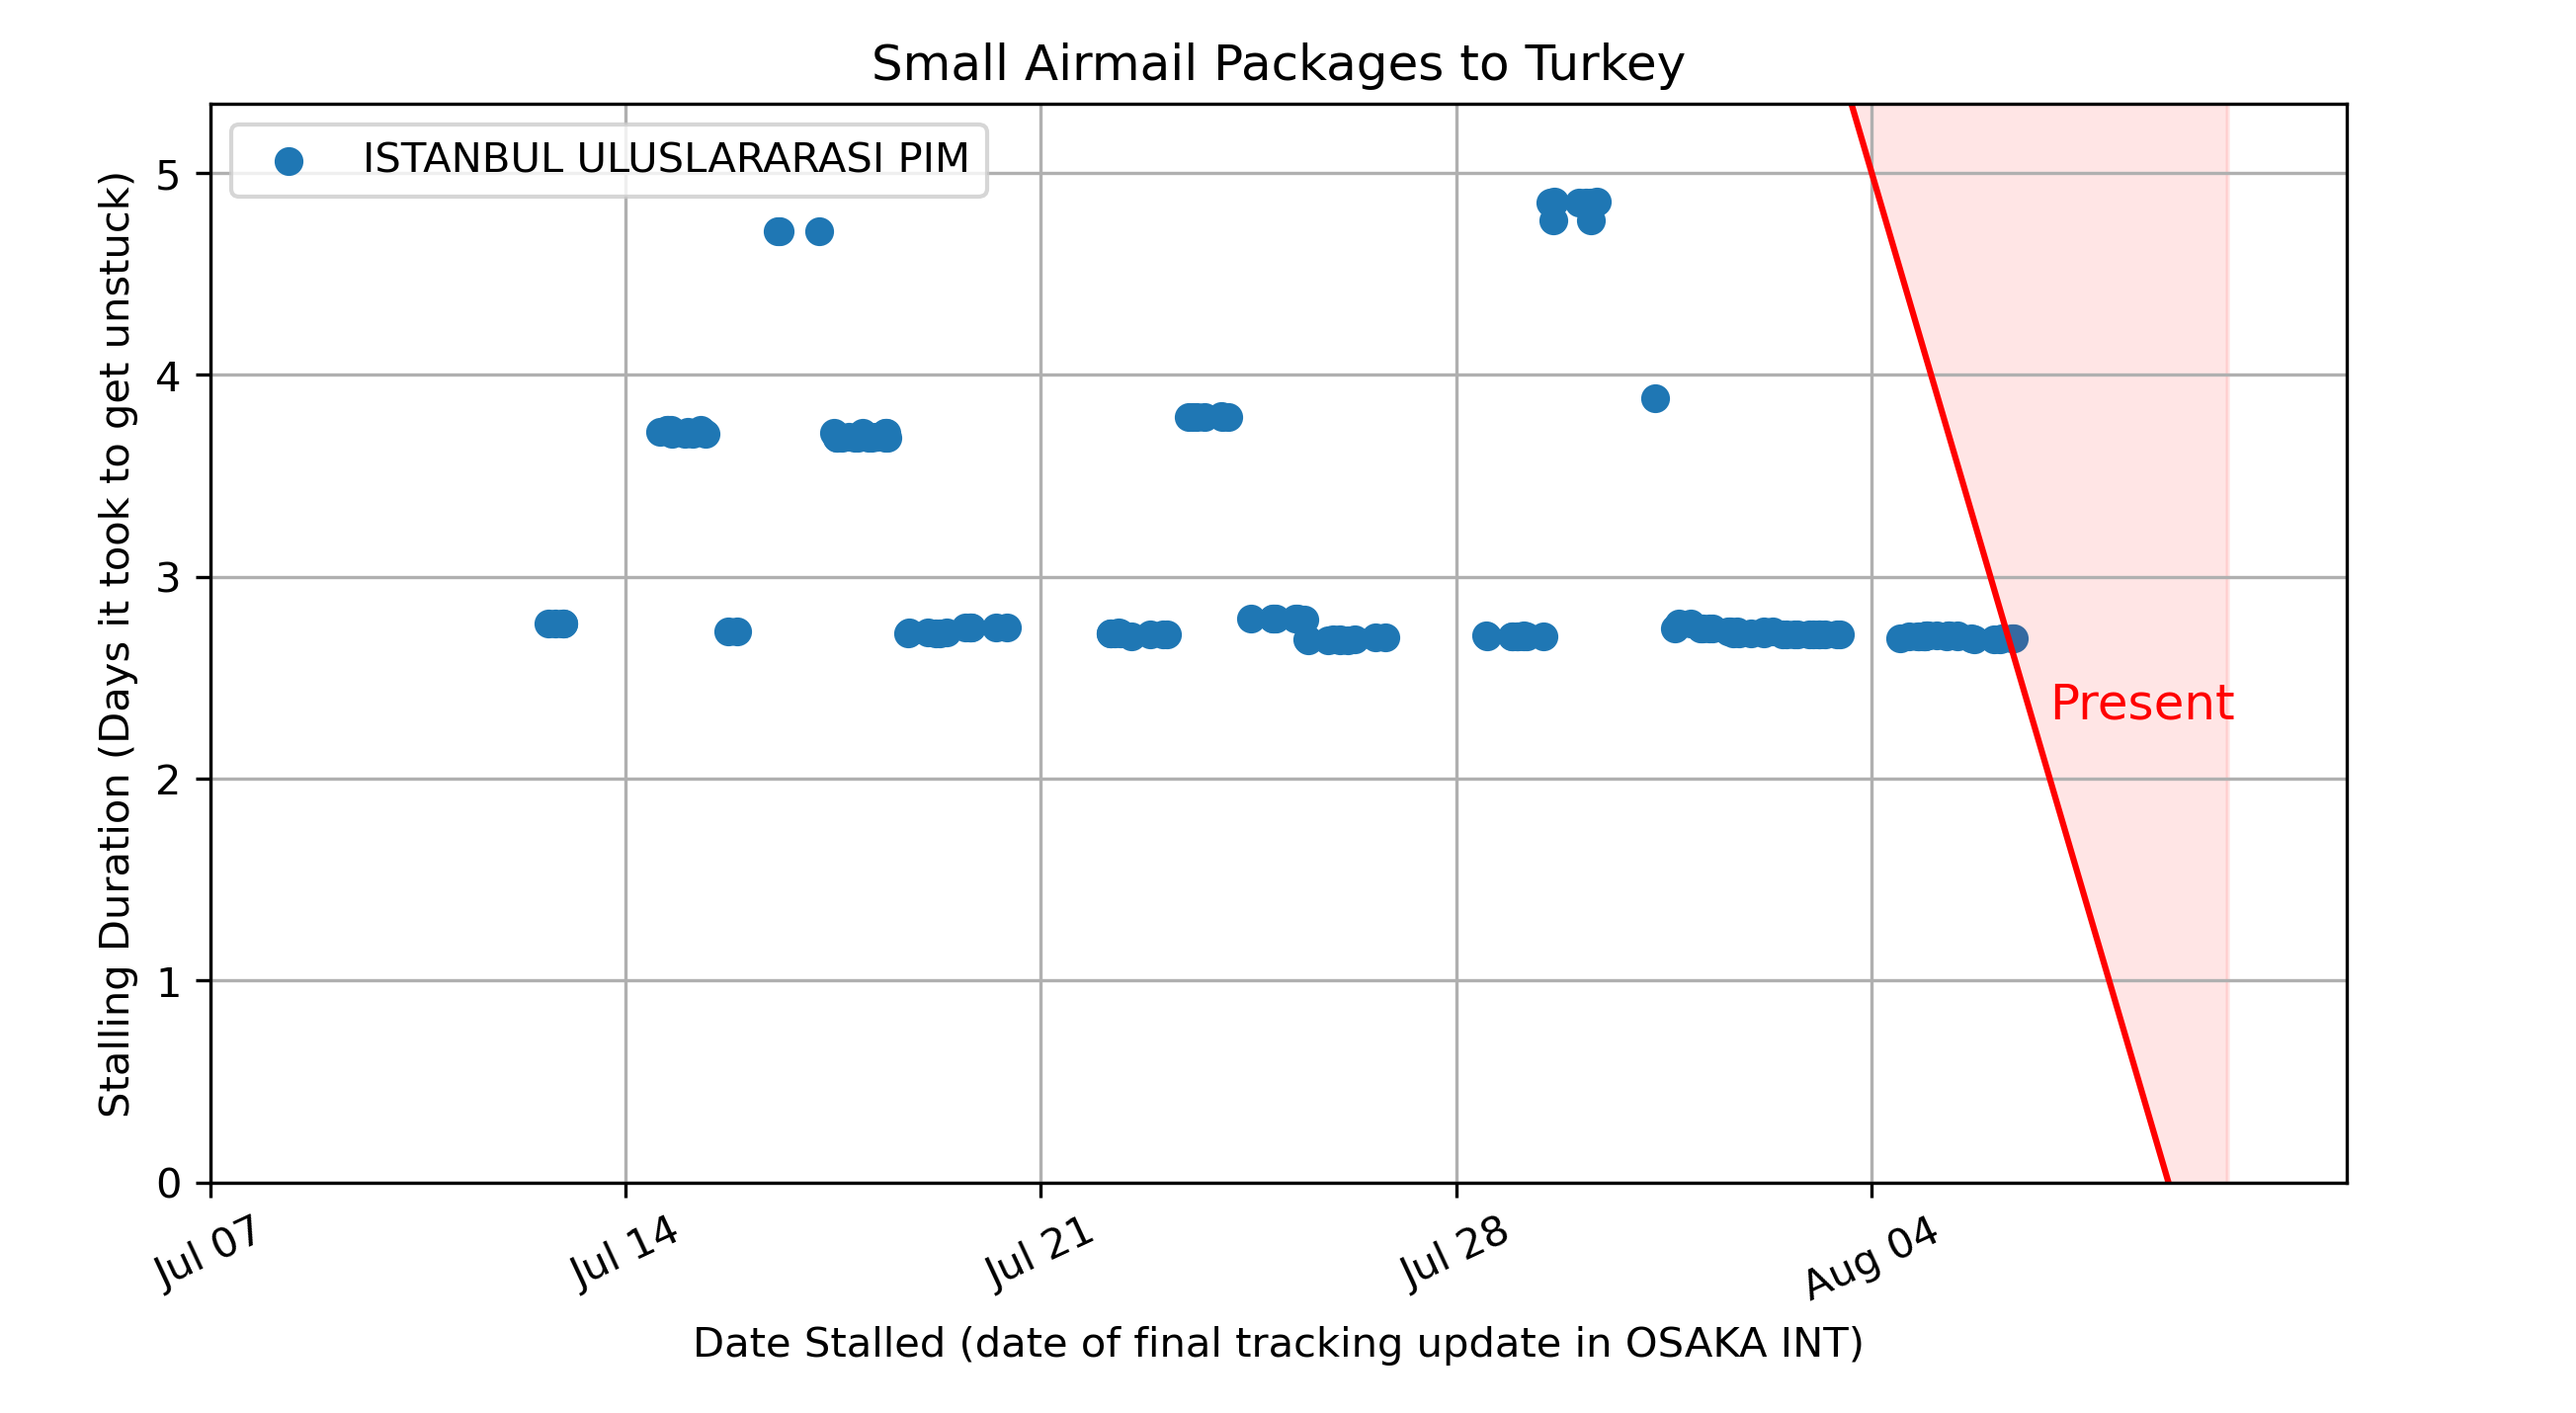 Small Airmail Packages to Turkey
ISTANBUL ULUSLARARASI PIM
Stalling Duration (Days it took to get unstuck)
5
4
3
2
1
0
Present
Jul 07
Jul 14
Jul 21
Jul 28
Aug 04
Date Stalled (date of final tracking update in OSAKA INT)